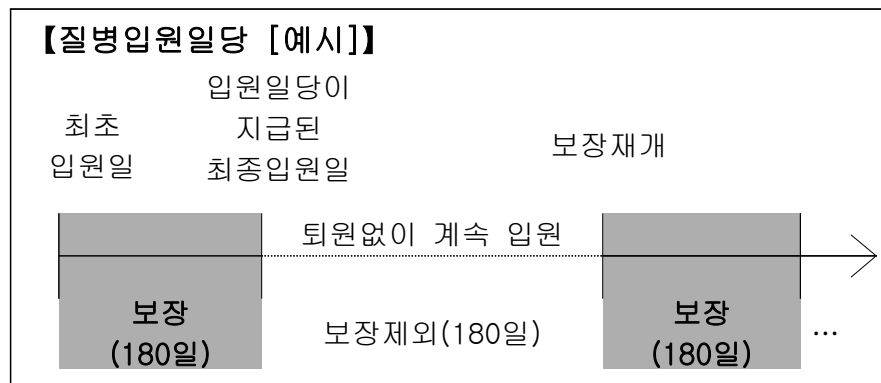 【질병입원일당 [예시]】
최초
입원일
입원일당이
지급된
최종입원일
보장재개
퇴원없이 계속 입원
보장
(180일)
보장제외(180일)
보장
(180일)
…